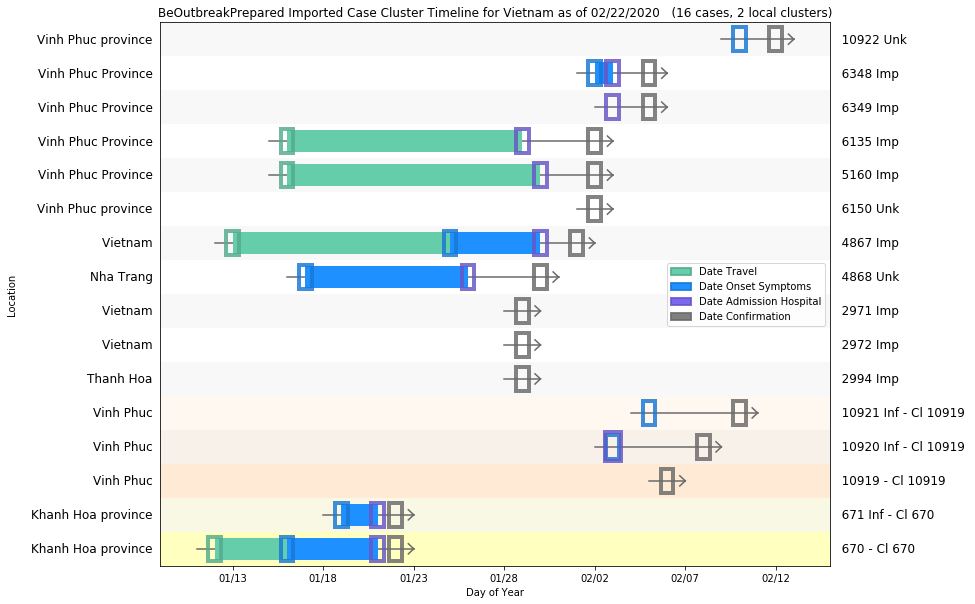 BeOutbreakPrepared Imported Case Cluster Timeline for Vietnam as of 02/22/2020   (16 cases, 2 local clusters)
Vinh Phuc province 10922 Unk
Vinh Phuc Province 6348 Imp
Vinh Phuc Province 6349 Imp
Vinh Phuc Province 6135 Imp
Vinh Phuc Province 5160 Imp
Vinh Phuc province 6150 Unk
Vietnam 4867 Imp
Nha Trang 4868 Unk
Vietnam 2971 Imp
Vietnam 2972 Imp
Thanh Hoa 2994 Imp
Vinh Phuc 10921 Inf - Cl 10919
Vinh Phuc 10920 Inf - Cl 10919
Vinh Phuc 10919 - Cl 10919
Khanh Hoa province 671 Inf - Cl 670
Khanh Hoa province 670 - Cl 670
Location
Date Travel
Date Onset Symptoms
Date Admission Hospital
Date Confirmation
01/13 01/18 01/23 01/28 02/02 02/07 02/12
Day of Year